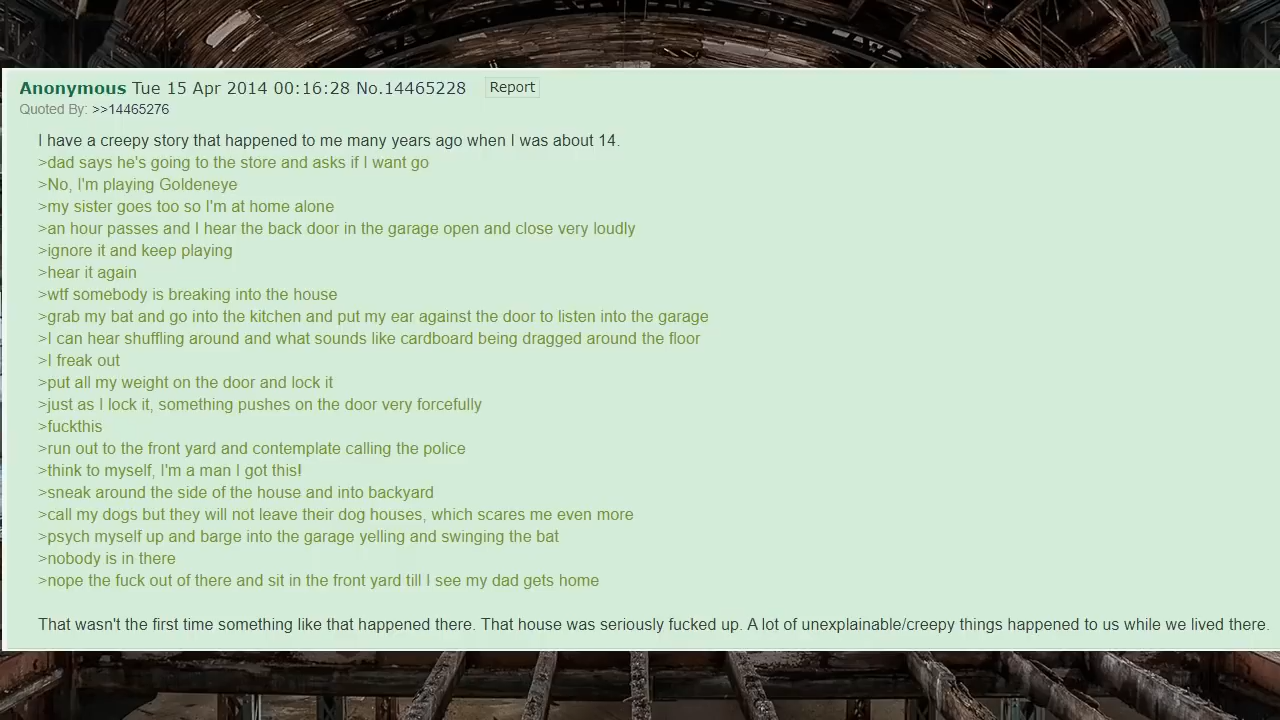 Anonymous Tue 15 Apr 2014 00:16:28 No.14465228 Report
Quoted By: >>14465276
I have a creepy story that happened to me many years ago when I was about 14.
>dad says he's going to the store and asks if I want go
>No, I'm playing Goldeneye
>my sister goes too so I'm at home alone
>an hour passes and I hear the back door in the garage open and close very loudly
>ignore it and keep playing
>hear it again
>wtf somebody is breaking into the house
>grab my bat and go into the kitchen and put my ear against the door to listen into the garage
>I can hear shuffling around and what sounds like cardboard being dragged around the floor
>I freak out
>put all my weight on the door and lock it
>just as I lock it, something pushes on the door very forcefully
>fuckthis
>run out to the front yard and contemplate calling the police
>think to myself, I'm a man I got this!
>sneak around the side of the house and into backyard
>call my dogs but they will not leave their dog houses, which scares me even more
>psych myself up and barge into the garage yelling and swinging the bat
>nobody is in there
>nope the fuck out of there and sit in the front yard till I see my dad gets home
That wasn't the first time something like that happened there. That house was seriously fucked up. A lot of unexplainable/creepy things happened to us while we lived there.